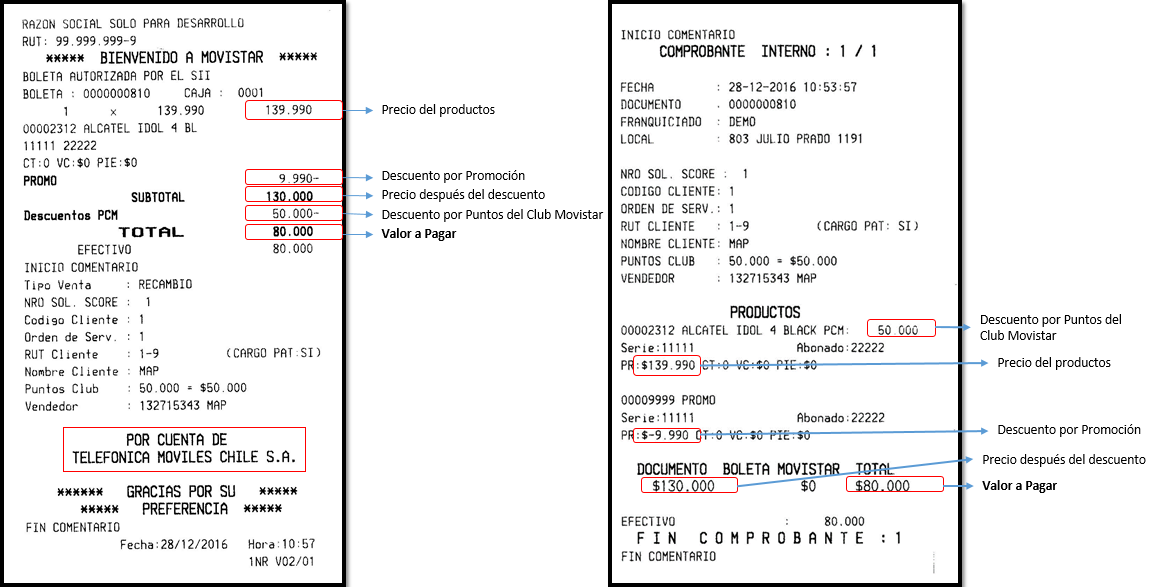 RAZON SOCIAL SOLO PARA DESARROLLO
RUT: 99.999.999-9
***** BIENVENIDO A MOVISTAR *****
BOLETA AUTORIZADA POR EL SII
BOLETA : 0000000810 CAJA : 0001
1 x 139.990 139.990
Precio del productos
00002312 ALCATEL IDOL 4 BL
11111 22222
CT:0 VC:$0 PIE:$0
PROMO 9.990-
Descuento por Promoción
SUBTOTAL 130.000
Precio después del descuento
Descuentos PCM 50.000-
Descuento por Puntos del Club Movistar
TOTAL 80.000
Valor a Pagar
EFECTIVO 80.000
INICIO COMENTARIO
Tipo Venta : RECAMBIO
NRO SOL. SCORE : 1
Codigo Cliente : 1
Orden de Serv. : 1
RUT Cliente : 1-9 (CARGO PAT:SI)
Nombre Cliente : MAP
Puntos Club : 50.000 = $50.000
Vendedor : 132715343 MAP
POR CUENTA DE
TELEFONICA MOVILES CHILE S.A.
****** GRACIAS POR SU *****
***** PREFERENCIA *****
FIN COMENTARIO
Fecha:28/12/2016 Hora:10:57
1NR V02/01
INICIO COMENTARIO
COMPROBANTE INTERNO : 1 / 1
FECHA : 28-12-2016 10:53:57
DOCUMENTO . 0000000810
FRANQUICIADO : DEMO
LOCAL : 803 JULIO PRADO 1191
NRO SOL. SCORE : 1
CODIGO CLIENTE: 1
ORDEN DE SERV.: 1
RUT CLIENTE : 1-9 (CARGO PAT: SI)
NOMBRE CLIENTE: MAP
PUNTOS CLUB : 50.000 = $50.000
VENDEDOR : 132715343 MAP
PRODUCTOS
00002312 ALCATEL IDOL 4 BLACK PCM: 50.000
Descuento por Puntos del
Club Movistar
Serie:11111 Abonado:22222
PR:$139.990 CT:0 VC:$0 PIE:$0
Precio del productos
00009999 PROMO
Serie:11111 Abonado:22222
PR:$-9.990 CT:0 VC:$0 PIE:$0
Descuento por Promoción
DOCUMENTO BOLETA MOVISTAR TOTAL
Precio después del descuento
$130.000 $0 $80.000
Valor a Pagar
EFECTIVO : 80.000
FIN COMPROBANTE :1
FIN COMENTARIO